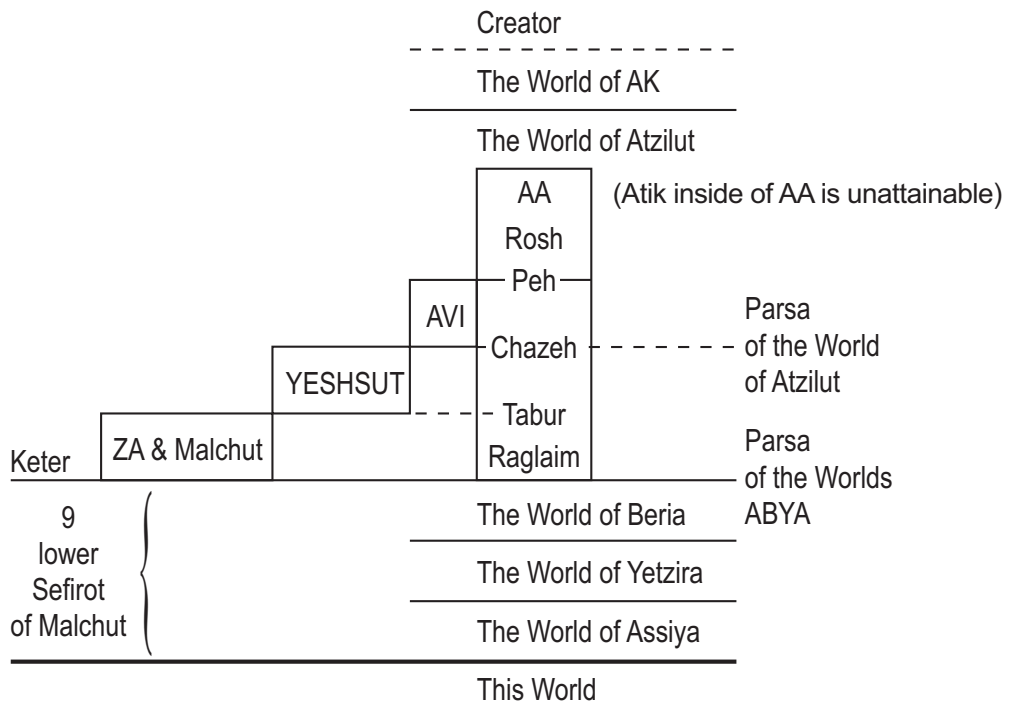 Creator
The World of AK
The World of Atzilut
AA
(Atik inside of AA is unattainable)
Rosh
Peh
AVI
Chazeh
Parsa
of the World
of Atzilut
YESHSUT
Tabur
ZA & Malchut
Raglaim
Keter
Parsa
of the Worlds
ABYA
9
lower
Sefirot
of Malchut
The World of Beria
The World of Yetzira
The World of Assiya
This World